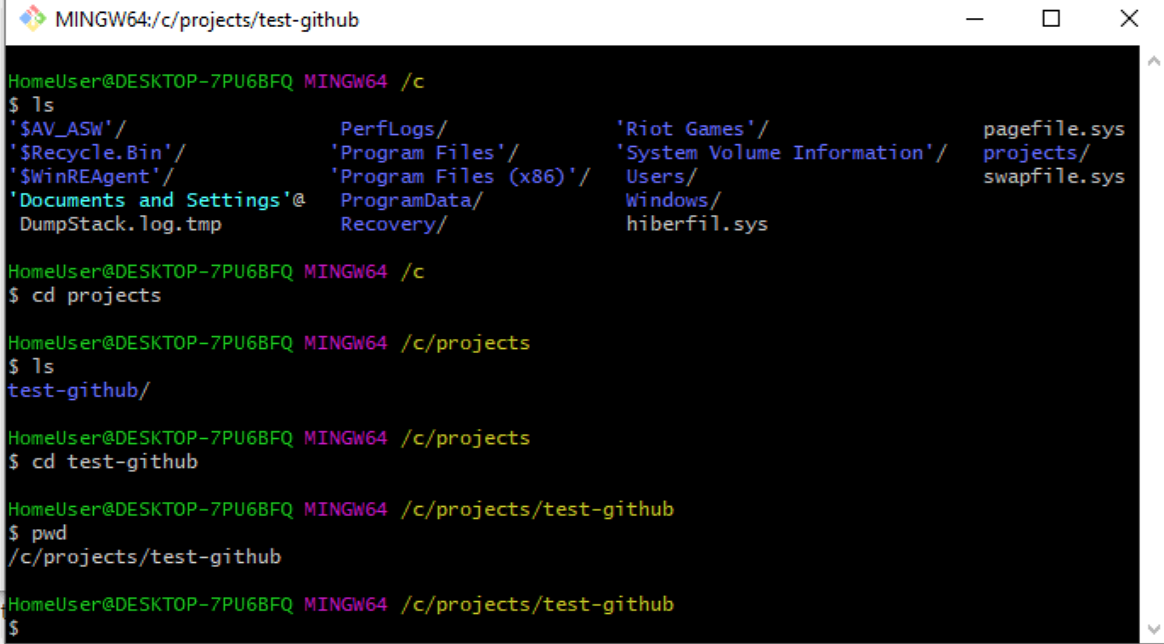 MINGW64:/c/projects/test-github
HomeUser@DESKTOP-7PU6BFQ MINGW64 /c
$ ls
'$AV_ASW'/ PerfLogs/ 'Riot Games'/ pagefile.sys
'$Recycle.Bin'/ 'Program Files'/ 'System Volume Information'/ projects/
'$WinREAgent'/ 'Program Files (x86)'/ Users/ swapfile.sys
'Documents and Settings'@ ProgramData/ Windows/
DumpStack.log.tmp Recovery/ hiberfil.sys
HomeUser@DESKTOP-7PU6BFQ MINGW64 /c
$ cd projects
HomeUser@DESKTOP-7PU6BFQ MINGW64 /c/projects
$ ls
test-github/
HomeUser@DESKTOP-7PU6BFQ MINGW64 /c/projects
$ cd test-github
HomeUser@DESKTOP-7PU6BFQ MINGW64 /c/projects/test-github
$ pwd
/c/projects/test-github
HomeUser@DESKTOP-7PU6BFQ MINGW64 /c/projects/test-github
$